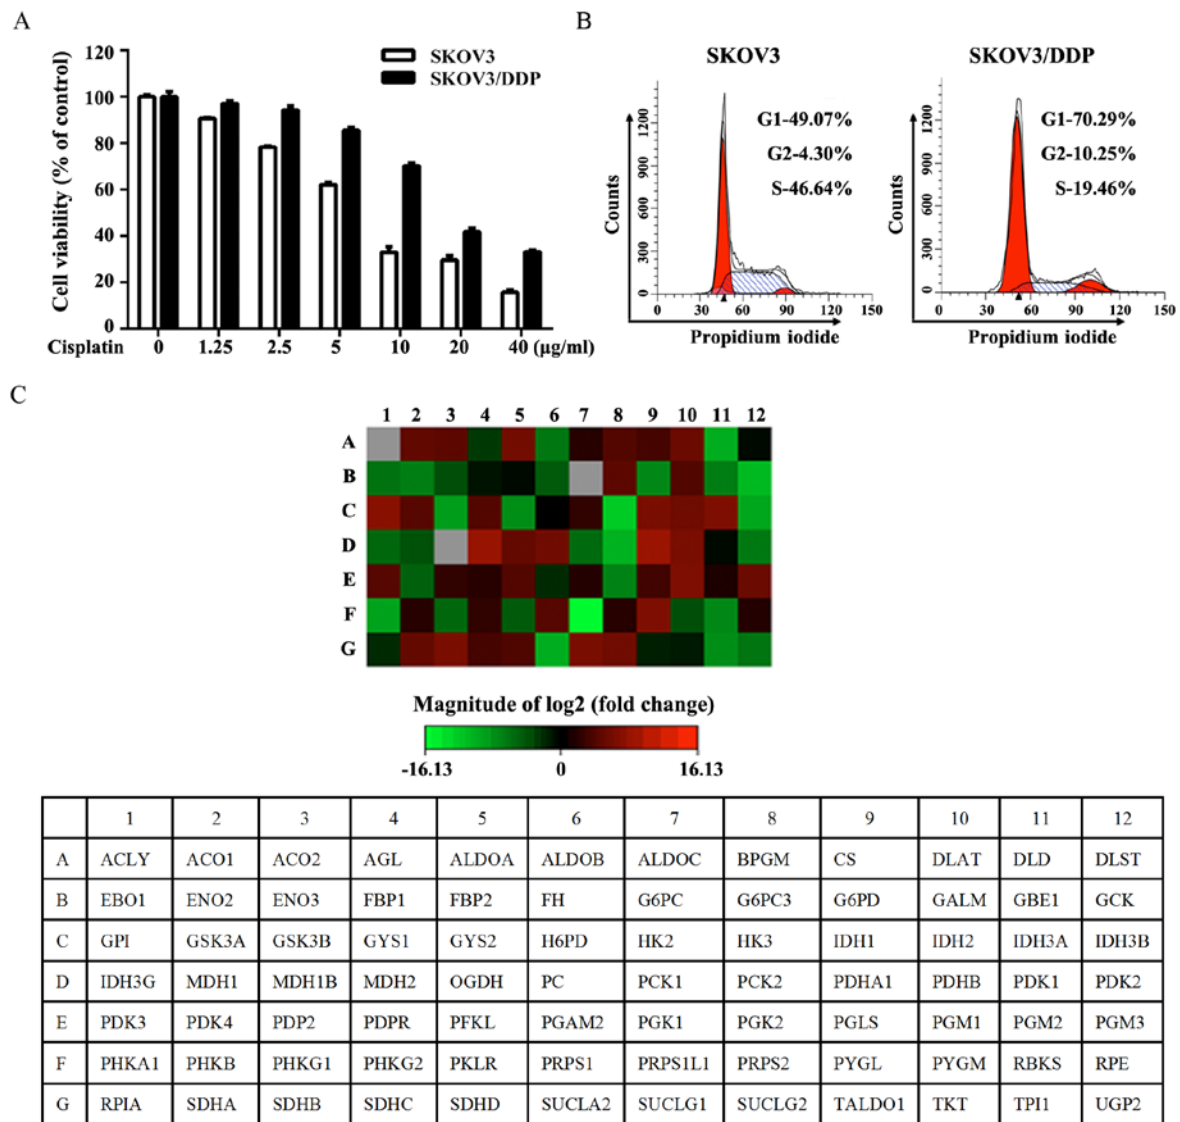 A
120
100
80
60
40
20
0
Cell viability (% of control)
SKOV3
SKOV3/DDP
Cisplatin 0 1.25 2.5 5 10 20 40 (µg/ml)
B
SKOV3
G1-49.07%
G2-4.30%
S-46.64%
Counts
1200
900
600
300
0
0 30 60 90 120 150
Propidium iodide
SKOV3/DDP
G1-70.29%
G2-10.25%
S-19.46%
Counts
1200
900
600
300
0
0 30 60 90 120 150
Propidium iodide
C
1 2 3 4 5 6 7 8 9 10 11 12
A
B
C
D
E
F
G
Magnitude of log2 (fold change)
-16.13 0 16.13
1 2 3 4 5 6 7 8 9 10 11 12
A ACLY ACO1 ACO2 AGL ALDOA ALDOB ALDOC BPGM CS DLAT DLD DLST
B EBO1 ENO2 ENO3 FBP1 FBP2 FH G6PC G6PC3 G6PD GALM GBE1 GCK
C GPI GSK3A GSK3B GYS1 GYS2 H6PD HK2 HK3 IDH1 IDH2 IDH3A IDH3B
D IDH3G MDH1 MDH1B MDH2 OGDH PC PCK1 PCK2 PDHA1 PDHB PDK1 PDK2
E PDK3 PDK4 PDP2 PDPR PFKL PGAM2 PGK1 PGK2 PGLS PGM1 PGM2 PGM3
F PHKA1 PHKB PHKG1 PHKG2 PKLR PRPS1 PRPS1L1 PRPS2 PYGL PYGM RBKS RPE
G RPIA SDHA SDHB SDHC SDHD SUCLA2 SUCLG1 SUCLG2 TALDO1 TKT TPI1 UGP2